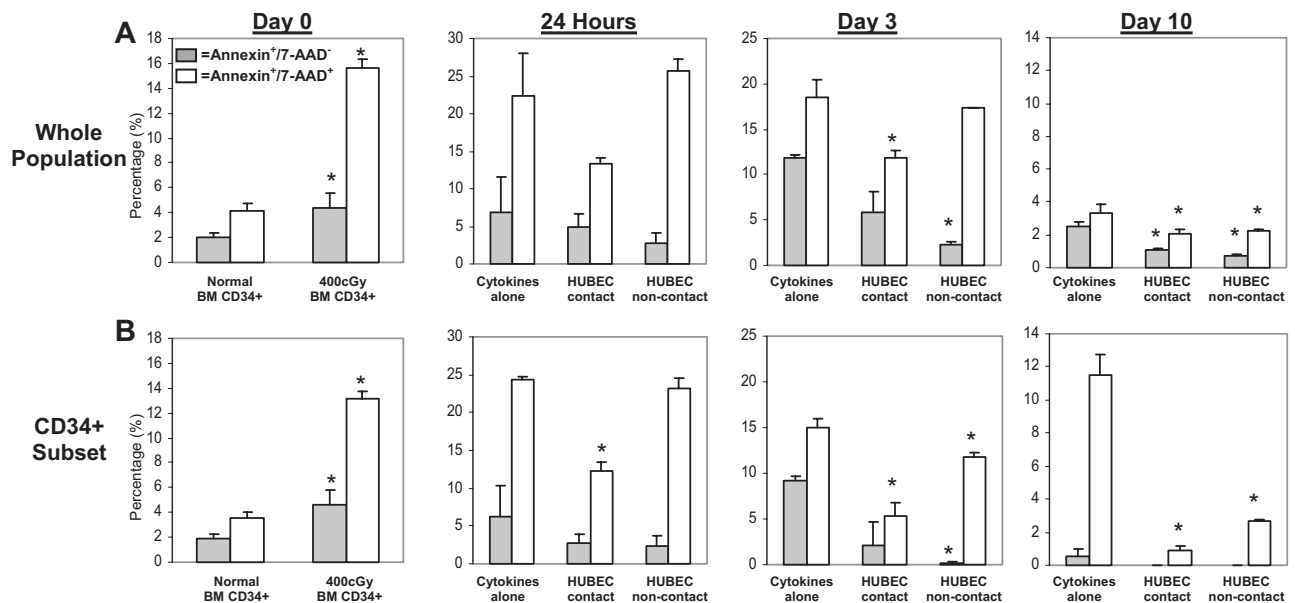 Day 0
24 Hours
Day 3
Day 10
A
Whole
Population
Percentage (%)
18
16
14
12
10
8
6
4
2
0
=Annexin⁺/7-AAD⁻
=Annexin⁺/7-AAD⁺
*
*
Normal
BM CD34+
400cGy
BM CD34+
30
25
20
15
10
5
0
Cytokines
alone
HUBEC
contact
HUBEC
non-contact
25
20
15
10
5
0
*
*
Cytokines
alone
HUBEC
contact
HUBEC
non-contact
14
12
10
8
6
4
2
0
*
*
*
*
Cytokines
alone
HUBEC
contact
HUBEC
non-contact
B
CD34+
Subset
Percentage (%)
18
16
14
12
10
8
6
4
2
0
*
*
Normal
BM CD34+
400cGy
BM CD34+
30
25
20
15
10
5
0
*
Cytokines
alone
HUBEC
contact
HUBEC
non-contact
25
20
15
10
5
0
*
*
*
Cytokines
alone
HUBEC
contact
HUBEC
non-contact
14
12
10
8
6
4
2
0
*
*
Cytokines
alone
HUBEC
contact
HUBEC
non-contact